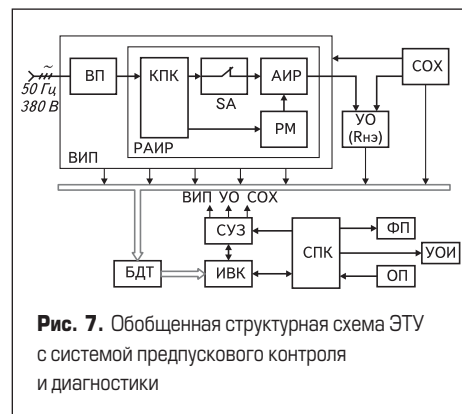 ~
50 Гц
380 В
ВП
КПК
SA
АИР
РМ
РАИР
ВИП
СОХ
УО
(Rнэ)
ВИП УО СОХ
СУЗ
СПК
ФП
УОИ
ОП
БДТ
ИВК
Рис. 7. Обобщенная структурная схема ЭТУ
с системой предпускового контроля
и диагностики